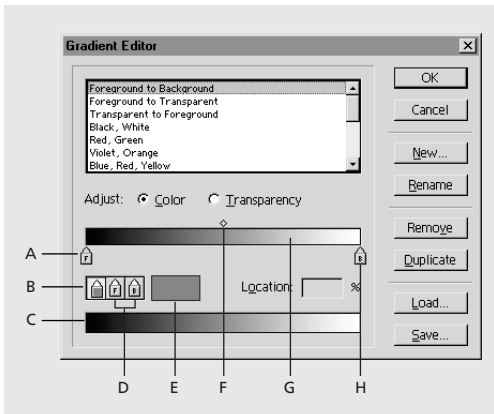 Gradient Editor
Foreground to Background
Foreground to Transparent
Transparent to Foreground
Black, White
Red, Green
Violet, Orange
Blue, Red, Yellow
OK
Cancel
New...
Rename
Remove
Duplicate
Load...
Save...
Adjust: Color Transparency
A
F
B
B
F
B
Location: %
C
D
E
F
G
H